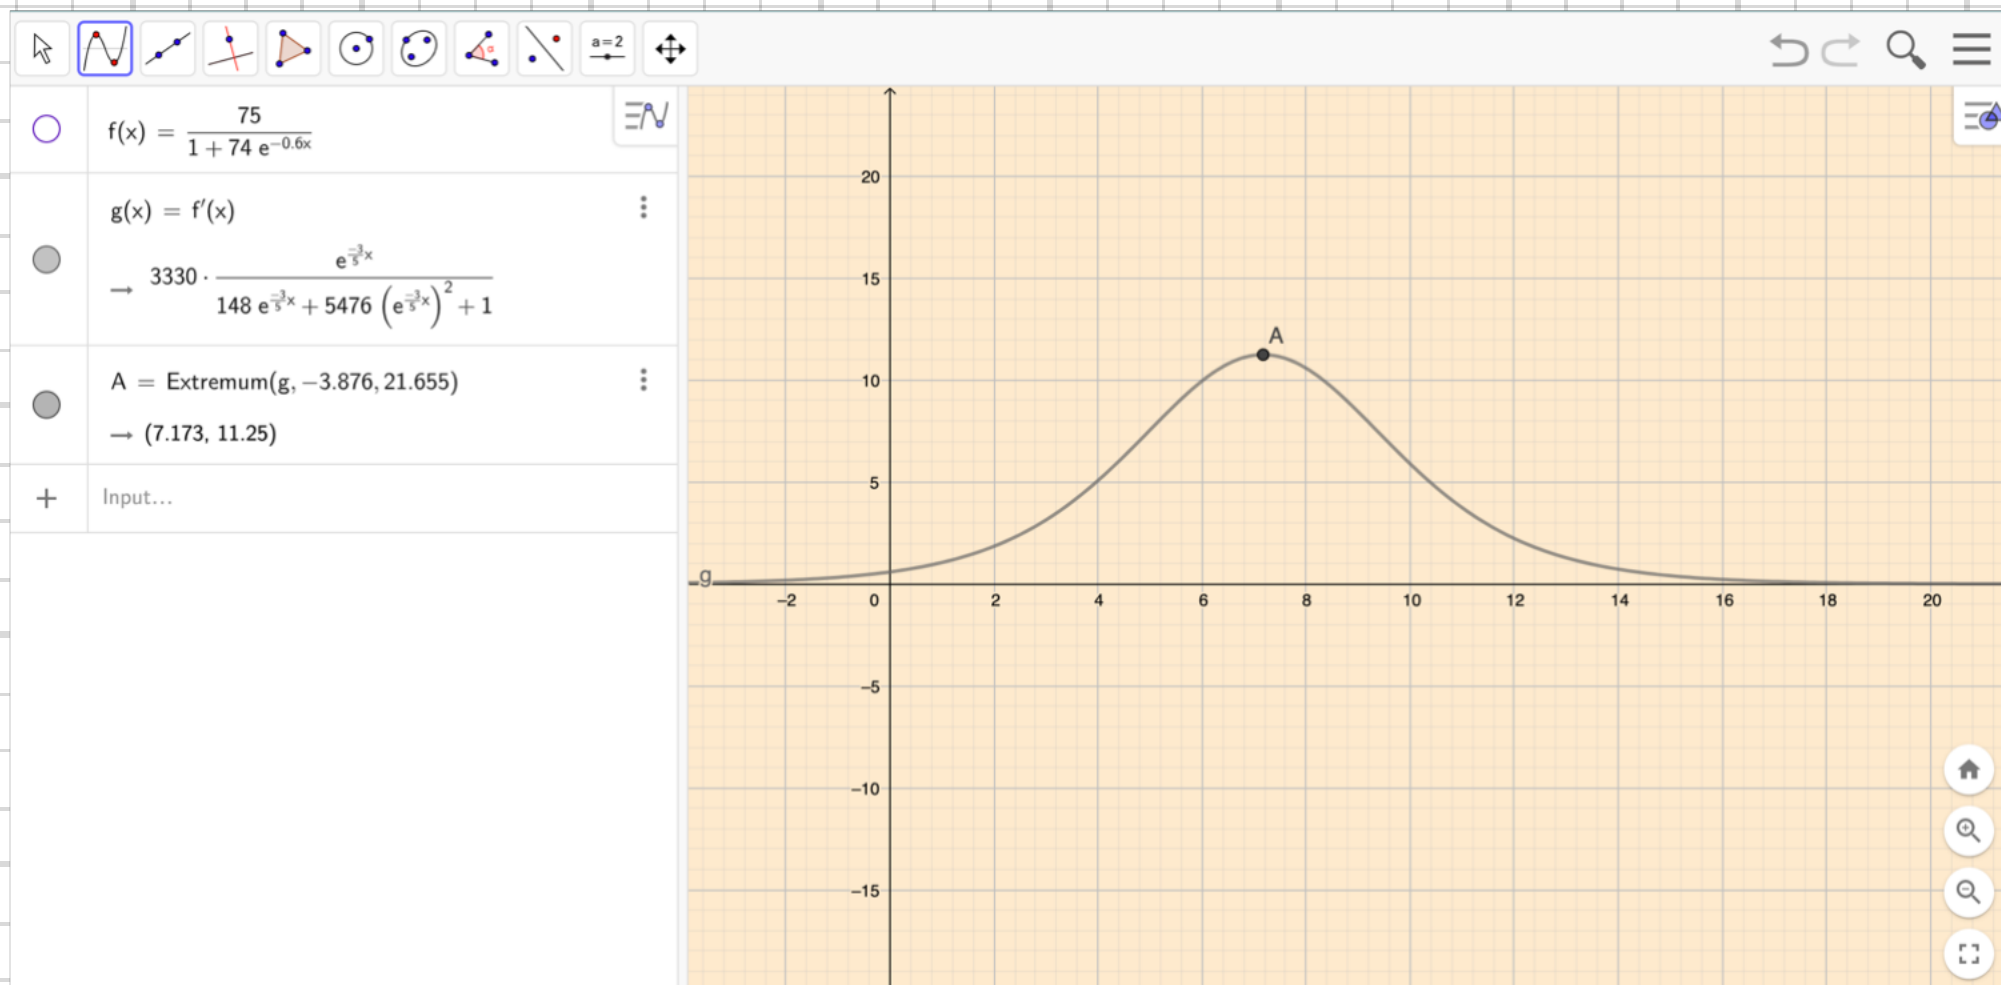 a=2
α
f(x) = 75 / (1 + 74 e^(−0.6x))
g(x) = f′(x)
→ 3330 · e^(−3/5 x) / (148 e^(−3/5 x) + 5476 (e^(−3/5 x))^2 + 1)
A = Extremum(g, −3.876, 21.655)
→ (7.173, 11.25)
+ Input...
20
15
A
10
5
g
−2 0 2 4 6 8 10 12 14 16 18 20
−5
−10
−15